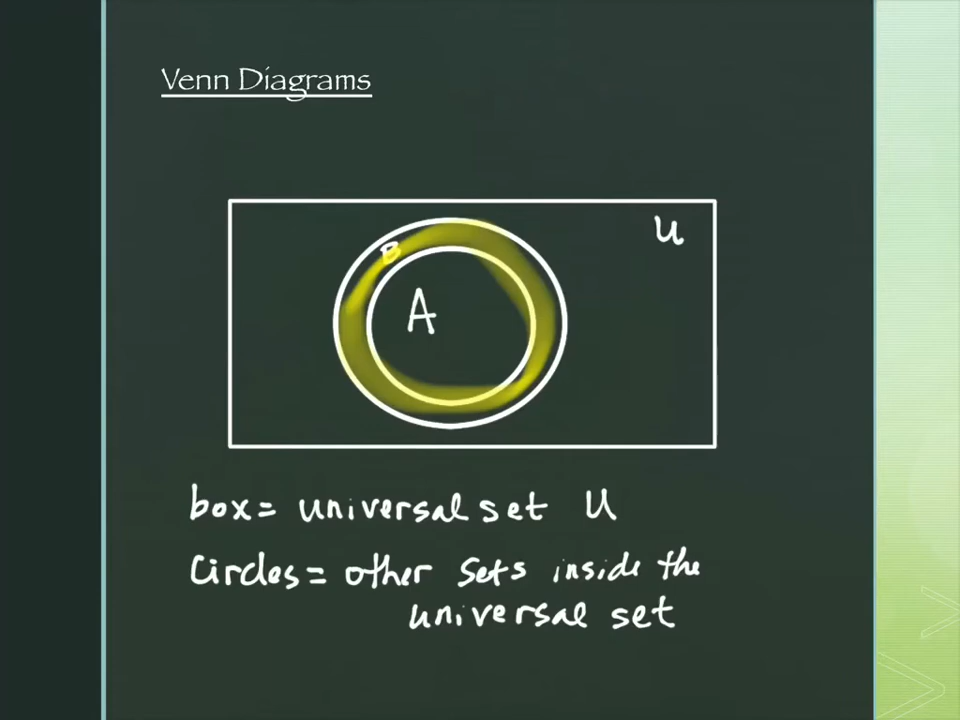 Venn Diagrams
U
B
A
box = universal set U
Circles = other sets inside the
universal set